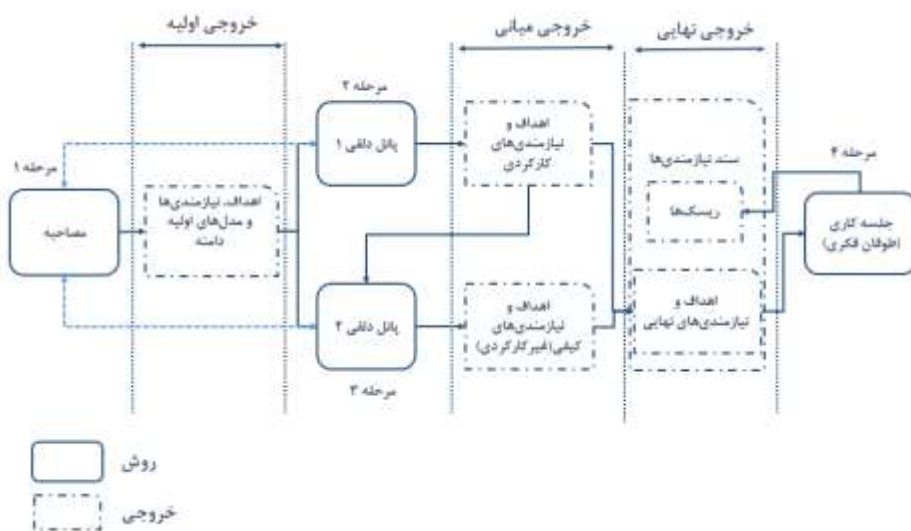 خروجی اولیه
خروجی میانی
خروجی نهایی
مرحله ۱
مصاحبه
اهداف، نیازمندی‌ها
و مدل‌های اولیه
دامنه
مرحله ۲
پانل دلفی ۱
پانل دلفی ۲
مرحله ۳
اهداف و
نیازمندی‌های
کارکردی
اهداف و
نیازمندی‌های
کیفی(غیرکارکردی)
سند نیازمندی‌ها
ریسک‌ها
اهداف و
نیازمندی‌های نهایی
مرحله ۴
جلسه کاری
(طوفان فکری)
روش
خروجی